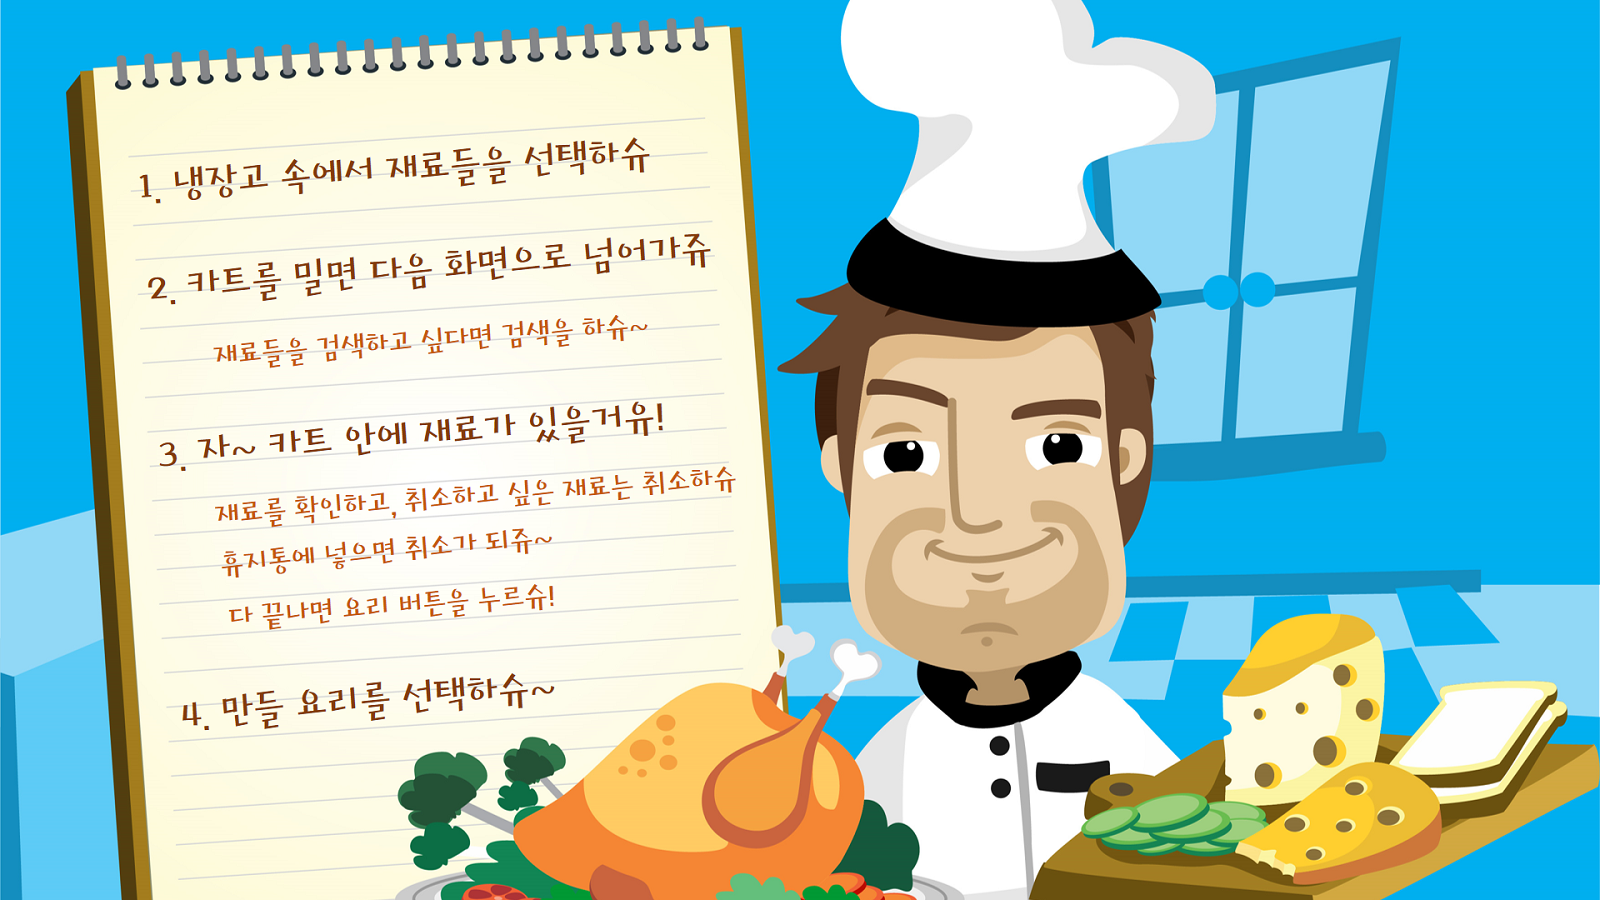 1. 냉장고 속에서 재료들을 선택하슈
2. 카트를 밀면 다음 화면으로 넘어가쥬
재료들을 검색하고 싶다면 검색을 하슈~
3. 자~ 카트 안에 재료가 있을거유!
재료를 확인하고, 취소하고 싶은 재료는 취소하슈
휴지통에 넣으면 취소가 되쥬~
다 끝나면 요리 버튼을 누르슈!
4. 만들 요리를 선택하슈~